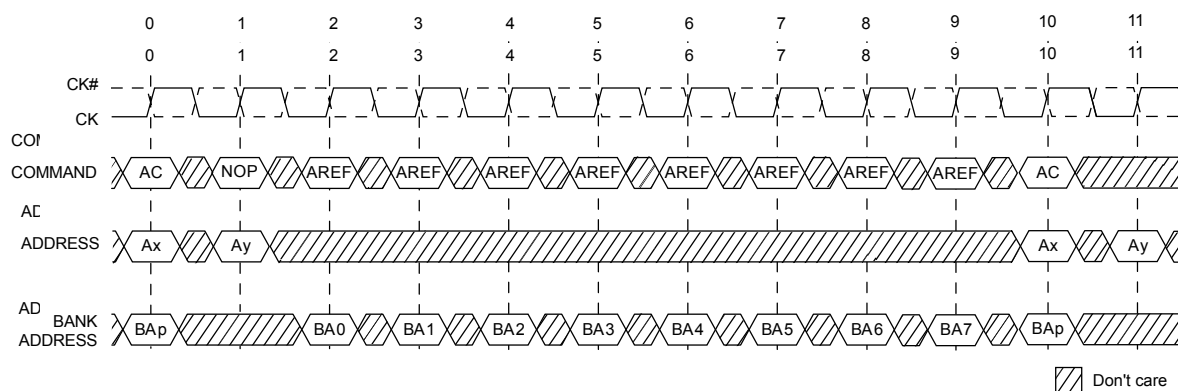 0 1 2 3 4 5 6 7 8 9 10 11
0 1 2 3 4 5 6 7 8 9 10 11
CK#
CK
COMMAND AC NOP AREF AREF AREF AREF AREF AREF AREF AREF AC
AD
ADDRESS Ax Ay Ax Ay
AD
BANK
ADDRESS BAp BA0 BA1 BA2 BA3 BA4 BA5 BA6 BA7 BAp
Don't care